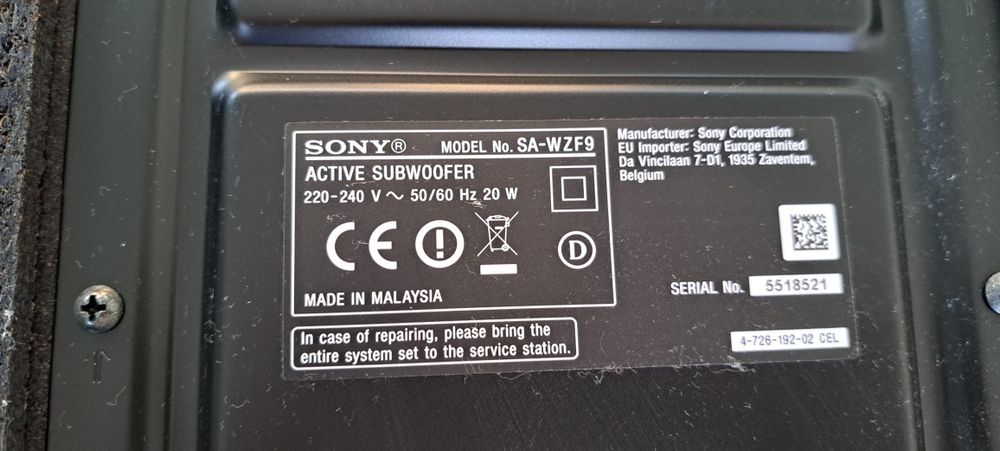 SONY® MODEL No. SA-WZF9
ACTIVE SUBWOOFER
220-240 V ～ 50/60 Hz 20 W
CE
D
MADE IN MALAYSIA
In case of repairing, please bring the
entire system set to the service station.
Manufacturer: Sony Corporation
EU Importer: Sony Europe Limited
Da Vincilaan 7-D1, 1935 Zaventem,
Belgium
SERIAL No. 5518521
4-726-192-02 CEL